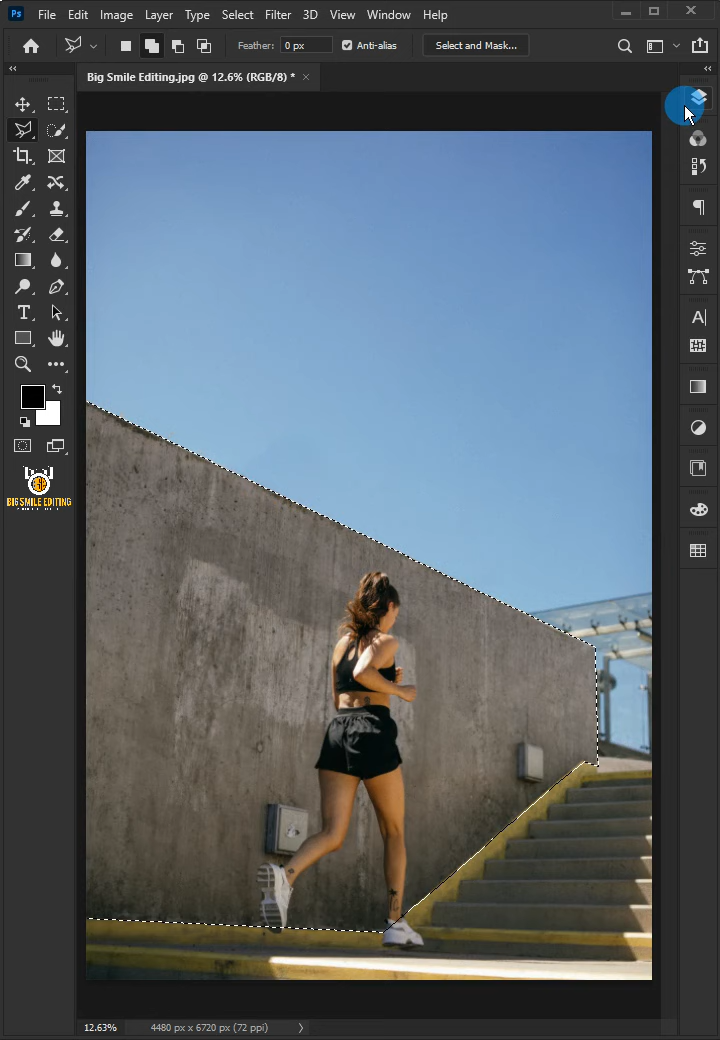 Ps File Edit Image Layer Type Select Filter 3D View Window Help
Feather: 0 px Anti-alias Select and Mask...
Big Smile Editing.jpg @ 12.6% (RGB/8) * ×
BIG SMILE EDITING
12.63% 4480 px x 6720 px (72 ppi)